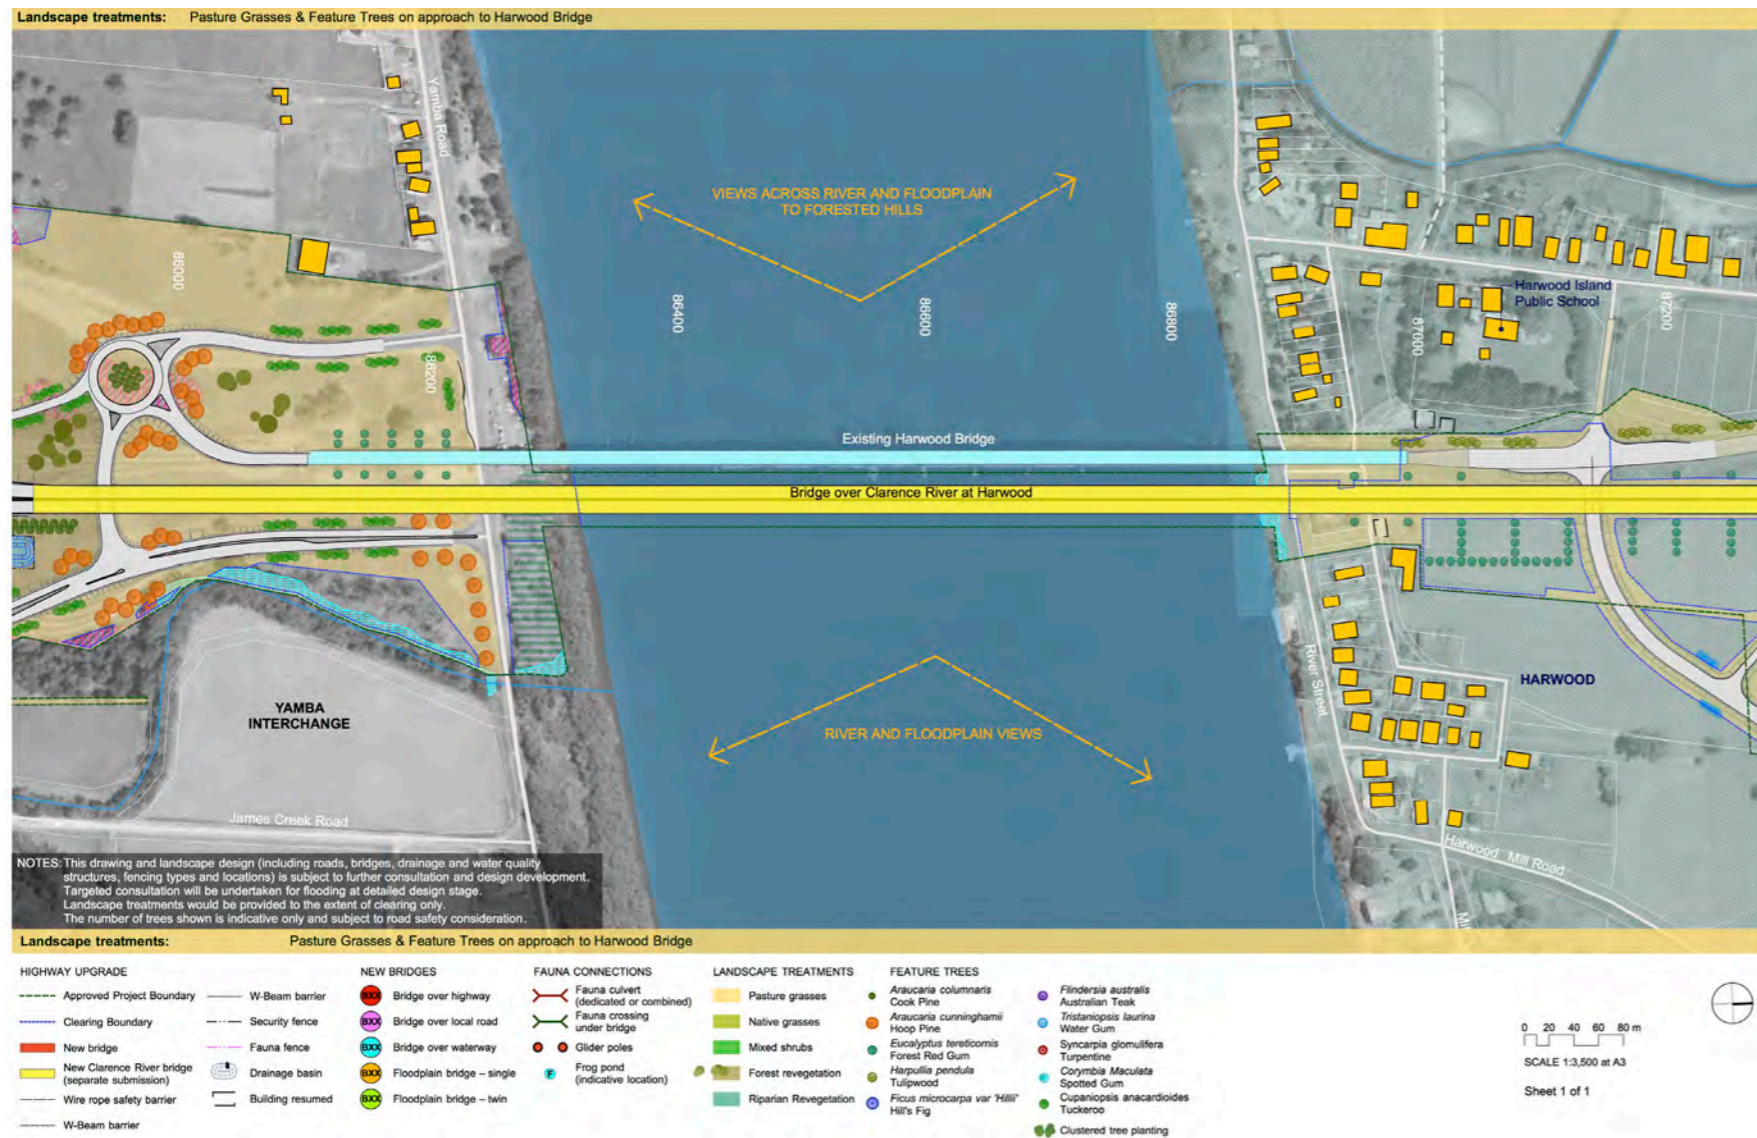 Landscape treatments: Pasture Grasses & Feature Trees on approach to Harwood Bridge
Yamba Road
VIEWS ACROSS RIVER AND FLOODPLAIN
TO FORESTED HILLS
86000
86200
86400
86600
86800
87000
87200
Harwood Island
Public School
Existing Harwood Bridge
Bridge over Clarence River at Harwood
YAMBA
INTERCHANGE
RIVER AND FLOODPLAIN VIEWS
River Street
HARWOOD
James Creek Road
Harwood Mill Road
NOTES: This drawing and landscape design (including roads, bridges, drainage and water quality
structures, fencing types and locations) is subject to further consultation and design development.
Targeted consultation will be undertaken for flooding at detailed design stage.
Landscape treatments would be provided to the extent of clearing only.
The number of trees shown is indicative only and subject to road safety consideration.
Landscape treatments: Pasture Grasses & Feature Trees on approach to Harwood Bridge
HIGHWAY UPGRADE
Approved Project Boundary
Clearing Boundary
New bridge
New Clarence River bridge
(separate submission)
Wire rope safety barrier
W-Beam barrier
W-Beam barrier
Security fence
Fauna fence
Drainage basin
Building resumed
NEW BRIDGES
BXX Bridge over highway
BXX Bridge over local road
BXX Bridge over waterway
BXX Floodplain bridge – single
BXX Floodplain bridge – twin
FAUNA CONNECTIONS
Fauna culvert
(dedicated or combined)
Fauna crossing
under bridge
Glider poles
F Frog pond
(indicative location)
LANDSCAPE TREATMENTS
Pasture grasses
Native grasses
Mixed shrubs
Forest revegetation
Riparian Revegetation
FEATURE TREES
Araucaria columnaris
Cook Pine
Araucaria cunninghamii
Hoop Pine
Eucalyptus tereticornis
Forest Red Gum
Harpullia pendula
Tulipwood
Ficus microcarpa var 'Hillii'
Hill's Fig
Flindersia australis
Australian Teak
Tristaniopsis laurina
Water Gum
Syncarpia glomulifera
Turpentine
Corymbia Maculata
Spotted Gum
Cupaniopsis anacardioides
Tuckeroo
Clustered tree planting
0 20 40 60 80 m
SCALE 1:3,500 at A3
Sheet 1 of 1